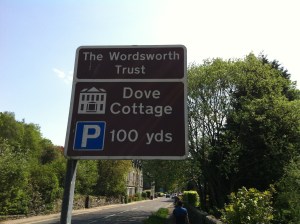 The Wordsworth
Trust
Dove
Cottage
P 100 yds